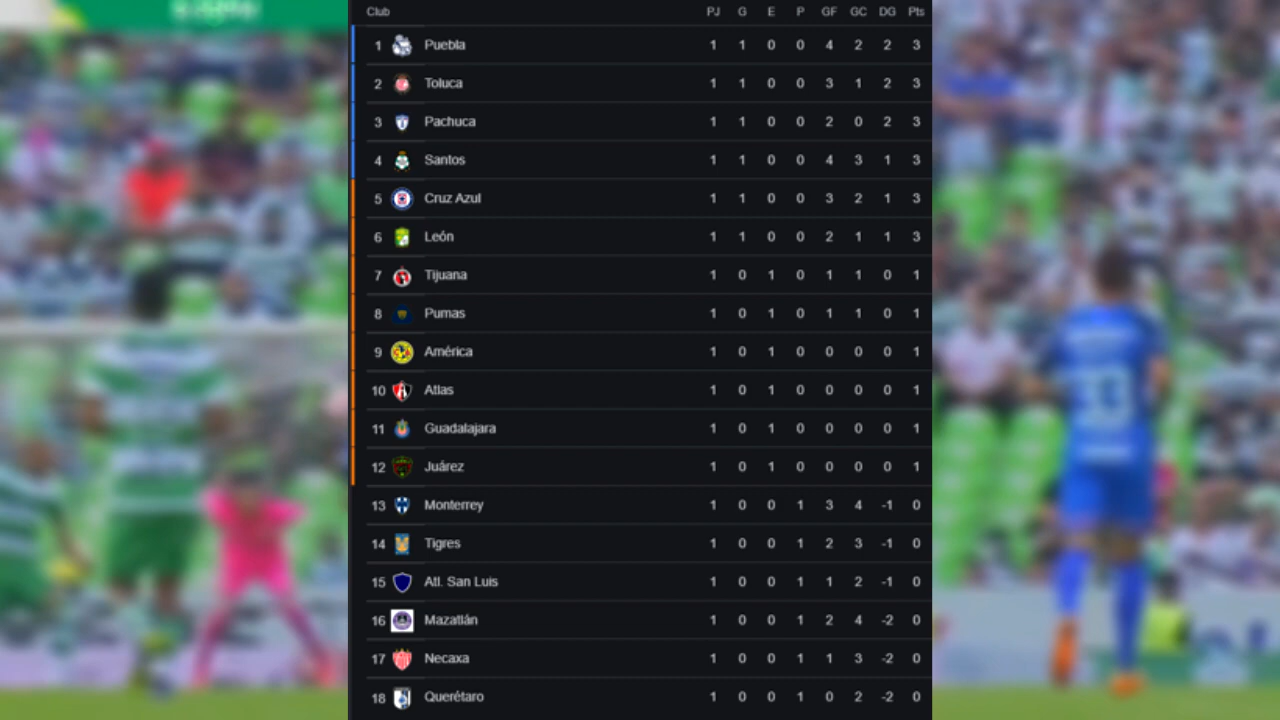 Club PJ G E P GF GC DG Pts
1 Puebla 1 1 0 0 4 2 2 3
2 Toluca 1 1 0 0 3 1 2 3
3 Pachuca 1 1 0 0 2 0 2 3
4 Santos 1 1 0 0 4 3 1 3
5 Cruz Azul 1 1 0 0 3 2 1 3
6 León 1 1 0 0 2 1 1 3
7 Tijuana 1 0 1 0 1 1 0 1
8 Pumas 1 0 1 0 1 1 0 1
9 América 1 0 1 0 0 0 0 1
10 Atlas 1 0 1 0 0 0 0 1
11 Guadalajara 1 0 1 0 0 0 0 1
12 Juárez 1 0 1 0 0 0 0 1
13 Monterrey 1 0 0 1 3 4 -1 0
14 Tigres 1 0 0 1 2 3 -1 0
15 Atl. San Luis 1 0 0 1 1 2 -1 0
16 Mazatlán 1 0 0 1 2 4 -2 0
17 Necaxa 1 0 0 1 1 3 -2 0
18 Querétaro 1 0 0 1 0 2 -2 0
33